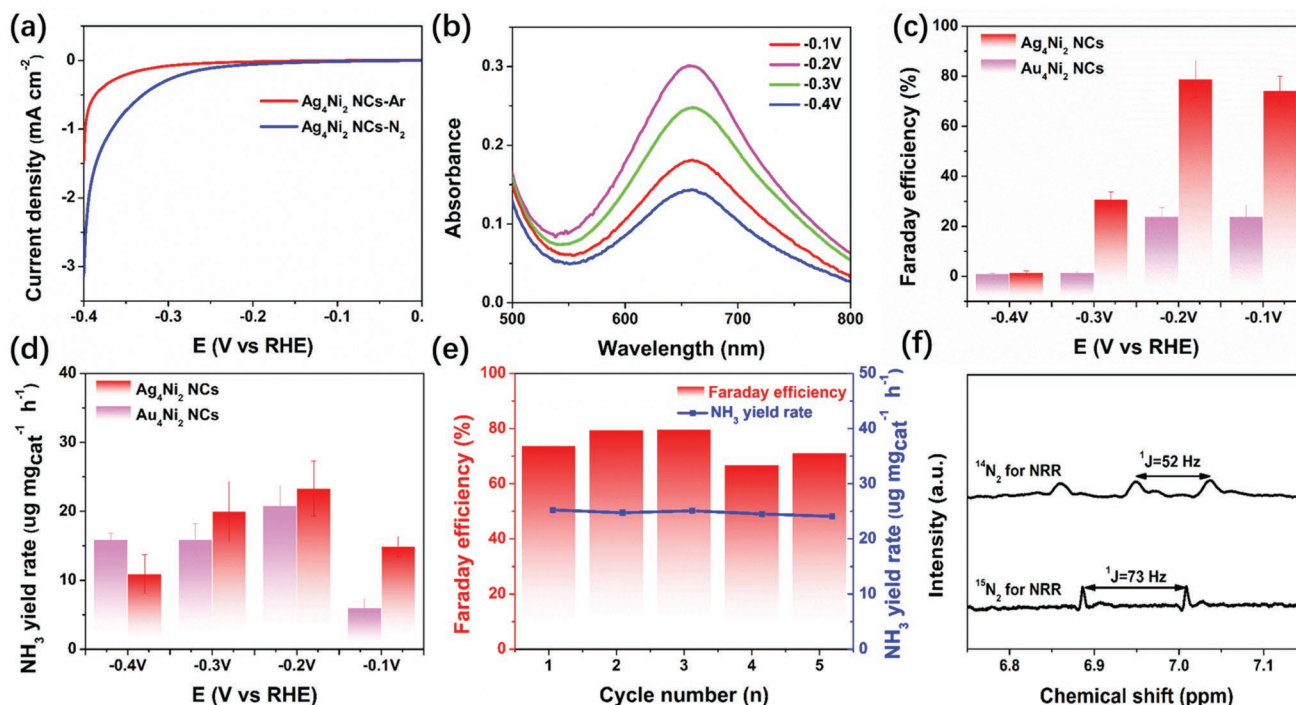 (a)
Current density (mA cm⁻²)
0
-1
-2
-3
Ag₄Ni₂ NCs-Ar
Ag₄Ni₂ NCs-N₂
-0.4
-0.3
-0.2
-0.1
0.
E (V vs RHE)
(b)
Absorbance
0.3
0.2
0.1
0.0
-0.1V
-0.2V
-0.3V
-0.4V
500
600
700
800
Wavelength (nm)
(c)
Faraday efficiency (%)
100
80
60
40
20
0
Ag₄Ni₂ NCs
Au₄Ni₂ NCs
-0.4V
-0.3V
-0.2V
-0.1V
E (V vs RHE)
(d)
NH₃ yield rate (ug mg꜀ₐₜ⁻¹ h⁻¹)
40
30
20
10
0
Ag₄Ni₂ NCs
Au₄Ni₂ NCs
-0.4V
-0.3V
-0.2V
-0.1V
E (V vs RHE)
(e)
Faraday efficiency (%)
100
80
60
40
20
0
Faraday efficiency
NH₃ yield rate
50
40
30
20
10
0
NH₃ yield rate (ug mg꜀ₐₜ⁻¹ h⁻¹)
1
2
3
4
5
Cycle number (n)
(f)
Intensity (a.u.)
¹⁴N₂ for NRR
¹J=52 Hz
¹⁵N₂ for NRR
¹J=73 Hz
6.8
6.9
7.0
7.1
Chemical shift (ppm)